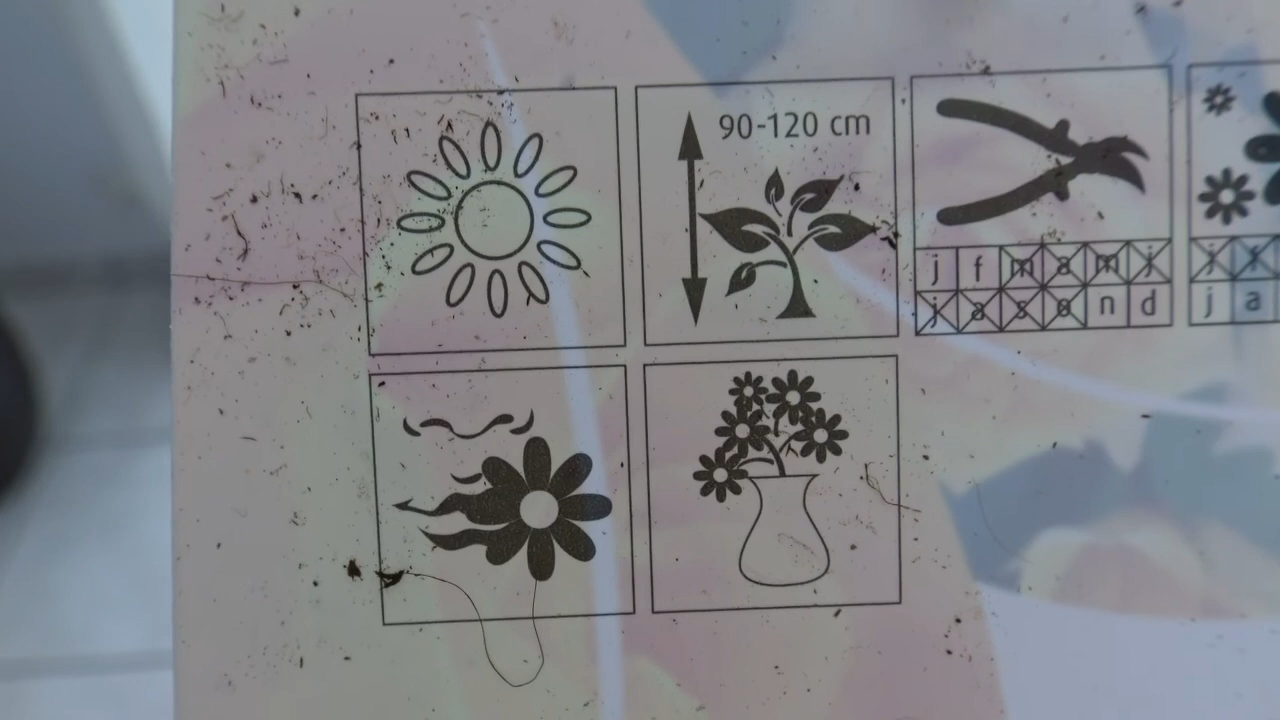 90-120 cm
j f m a m j
j a s o n d
j f
j a